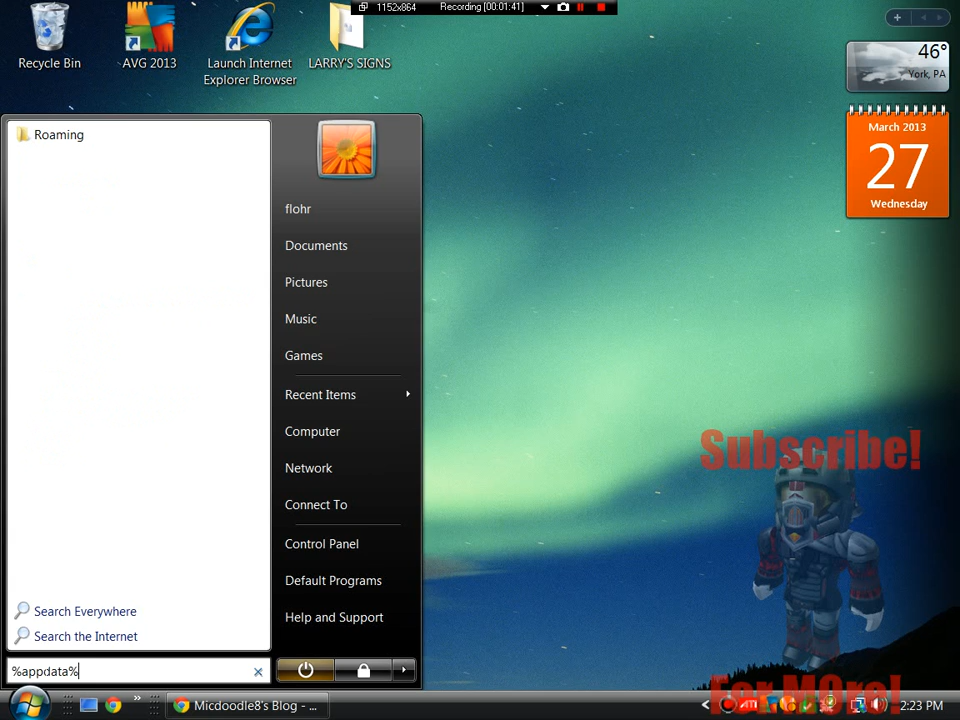 1152x864
Recording [00:01:41]
Recycle Bin
AVG 2013
Launch Internet
Explorer Browser
LARRY'S SIGNS
46°
York, PA
March 2013
27
Wednesday
Roaming
flohr
Documents
Pictures
Music
Games
Recent Items
Computer
Network
Connect To
Control Panel
Default Programs
Help and Support
Search Everywhere
Search the Internet
%appdata%
Subscribe!
For M0re!
Micdoodle8's Blog - ...
2:23 PM